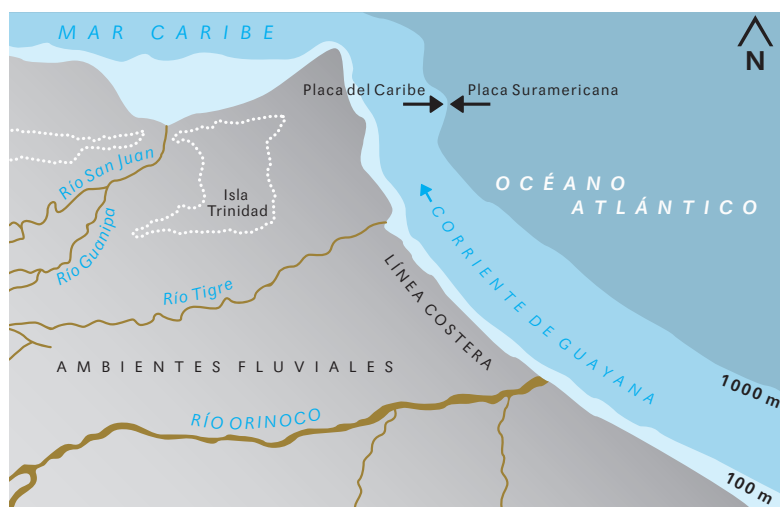 MAR CARIBE
N
Placa del Caribe
Placa Suramericana
Río San Juan
Isla
Trinidad
OCÉANO
ATLÁNTICO
Río Guanipa
CORRIENTE DE GUAYANA
Río Tigre
LÍNEA COSTERA
AMBIENTES FLUVIALES
1000 m
RÍO ORINOCO
100 m